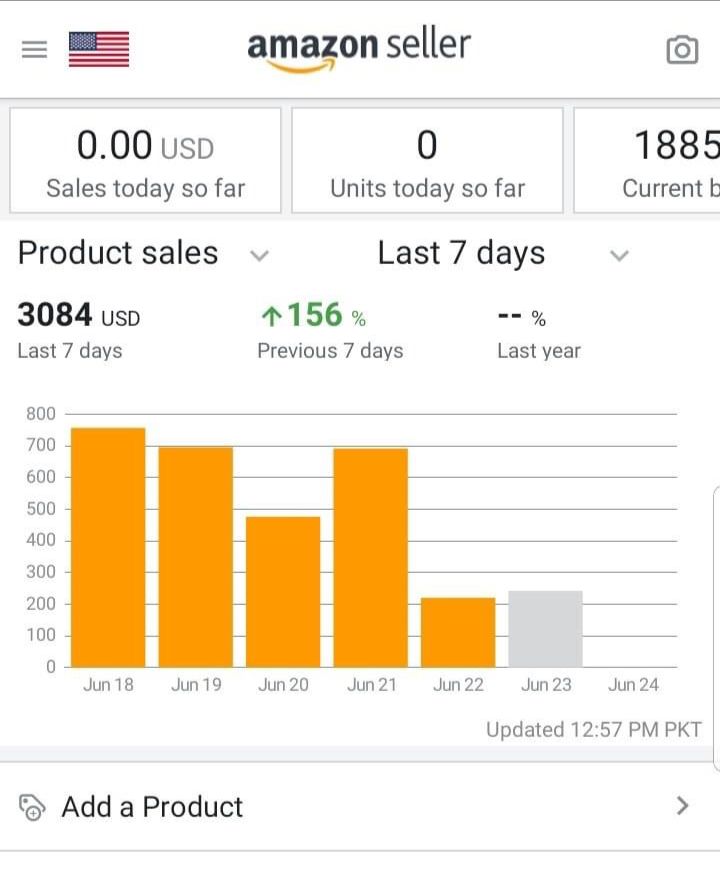 amazon seller
0.00 USD
Sales today so far
0
Units today so far
1885
Current b
Product sales
Last 7 days
3084 USD
Last 7 days
↑156 %
Previous 7 days
-- %
Last year
800
700
600
500
400
300
200
100
0
Jun 18 Jun 19 Jun 20 Jun 21 Jun 22 Jun 23 Jun 24
Updated 12:57 PM PKT
Add a Product